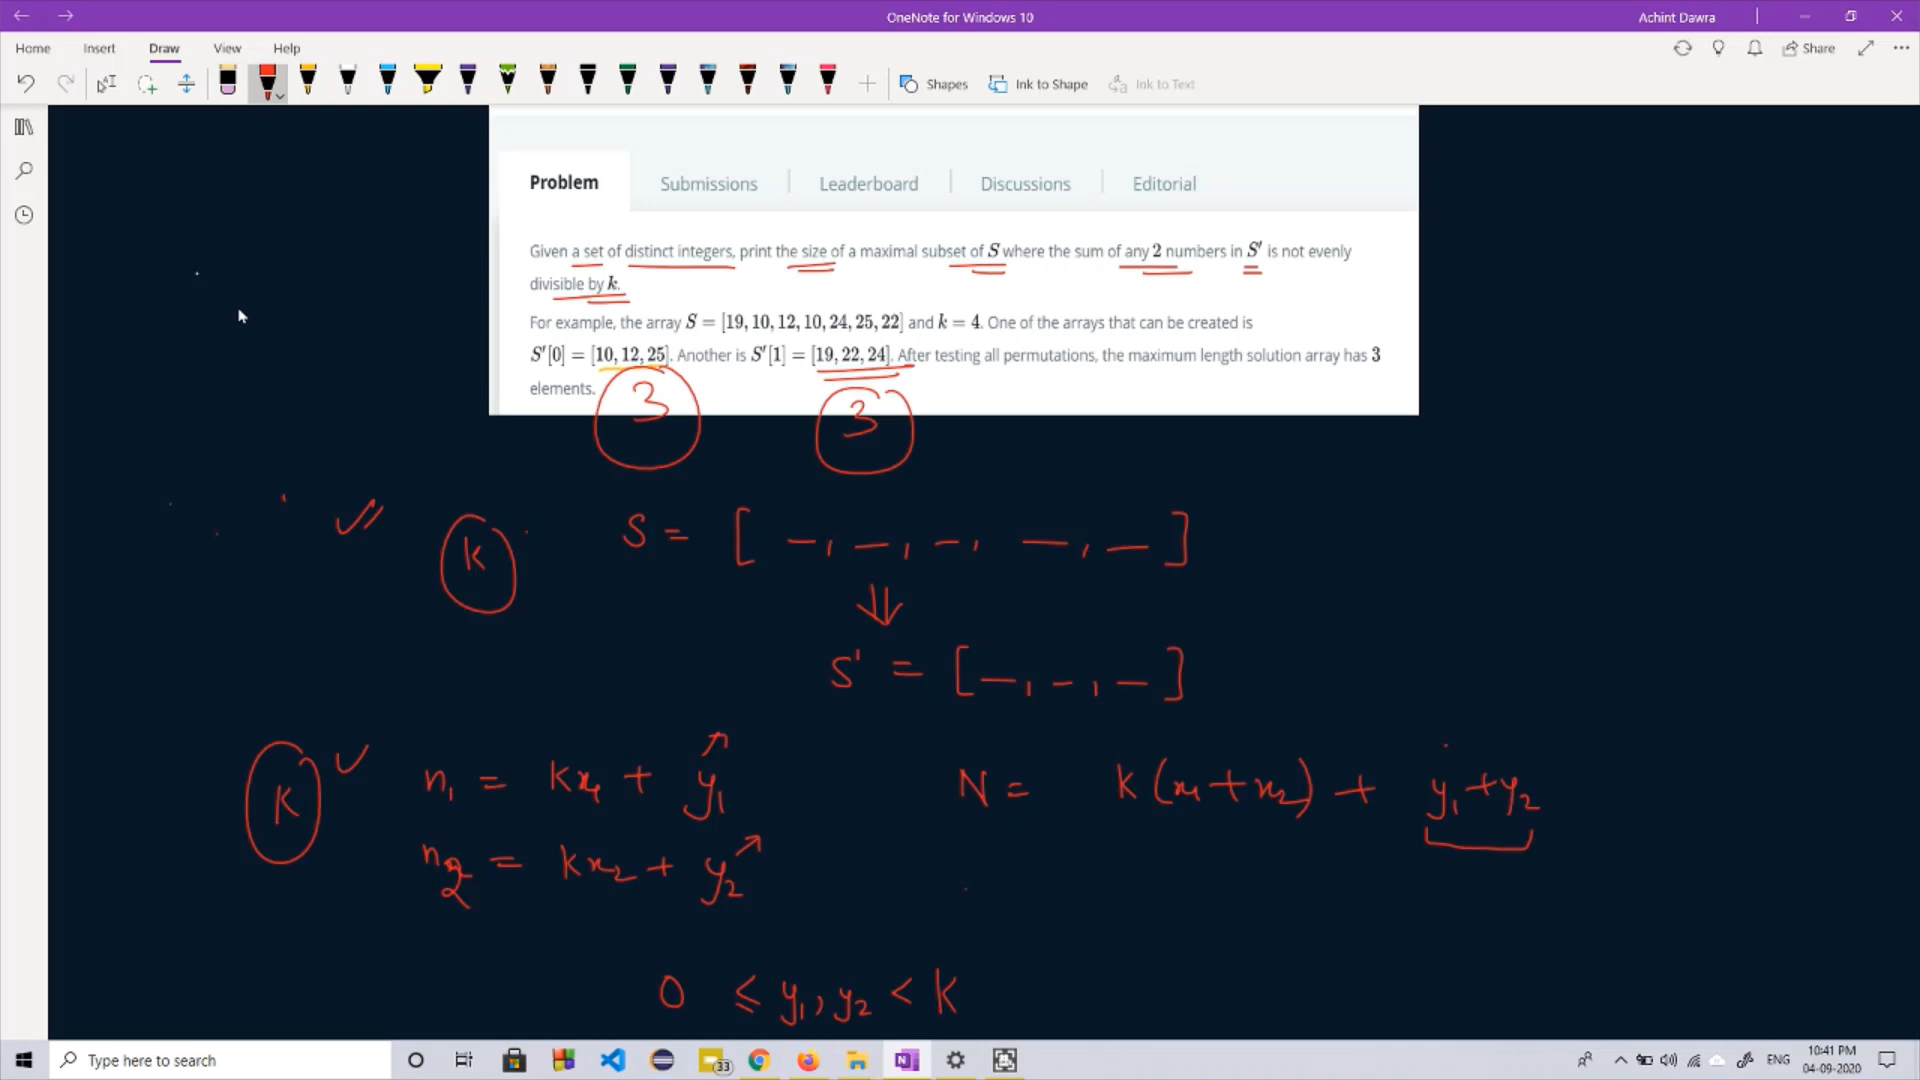 OneNote for Windows 10
Achint Dawra
Home Insert Draw View Help
Share
Shapes Ink to Shape Ink to Text
Problem Submissions Leaderboard Discussions Editorial
Given a set of distinct integers, print the size of a maximal subset of S where the sum of any 2 numbers in S' is not evenly
divisible by k.
For example, the array S = [19, 10, 12, 10, 24, 25, 22] and k = 4. One of the arrays that can be created is
S'[0] = [10, 12, 25]. Another is S'[1] = [19, 22, 24]. After testing all permutations, the maximum length solution array has 3
elements.
3 3
K S = [ _, _, _, _, _ ]
S' = [ _, _, _ ]
K n₁ = Kx₁ + y₁ N = K(x₁+x₂) + y₁+y₂
n₂ = Kx₂ + y₂
0 ≤ y₁, y₂ < K
Type here to search
33
ENG
10:41 PM
04-09-2020